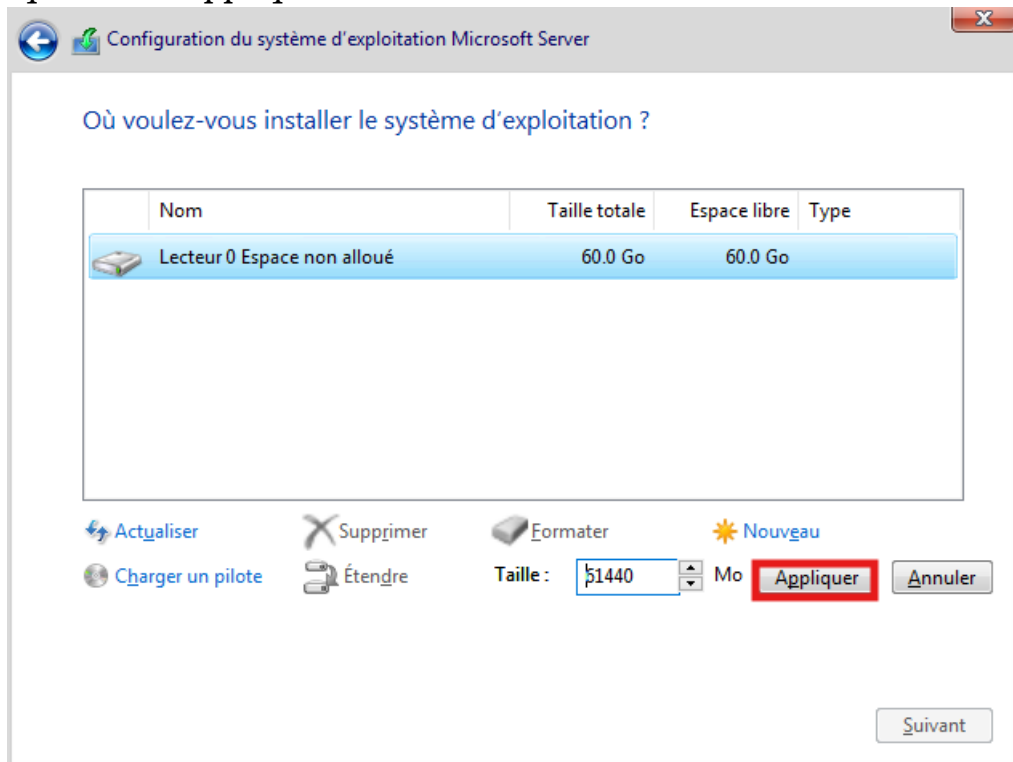 Configuration du système d'exploitation Microsoft Server
Où voulez-vous installer le système d'exploitation ?
Nom Taille totale Espace libre Type
Lecteur 0 Espace non alloué 60.0 Go 60.0 Go
Actualiser Supprimer Formater Nouveau
Charger un pilote Étendre Taille : 61440 Mo Appliquer Annuler
Suivant